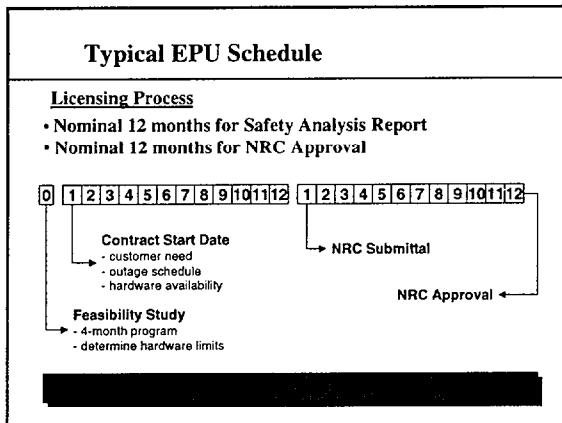 Typical EPU Schedule
Licensing Process
• Nominal 12 months for Safety Analysis Report
• Nominal 12 months for NRC Approval
0 1 2 3 4 5 6 7 8 9 10 11 12 1 2 3 4 5 6 7 8 9 10 11 12
Contract Start Date
- customer need
- outage schedule
- hardware availability
NRC Submittal
NRC Approval
Feasibility Study
- 4-month program
- determine hardware limits